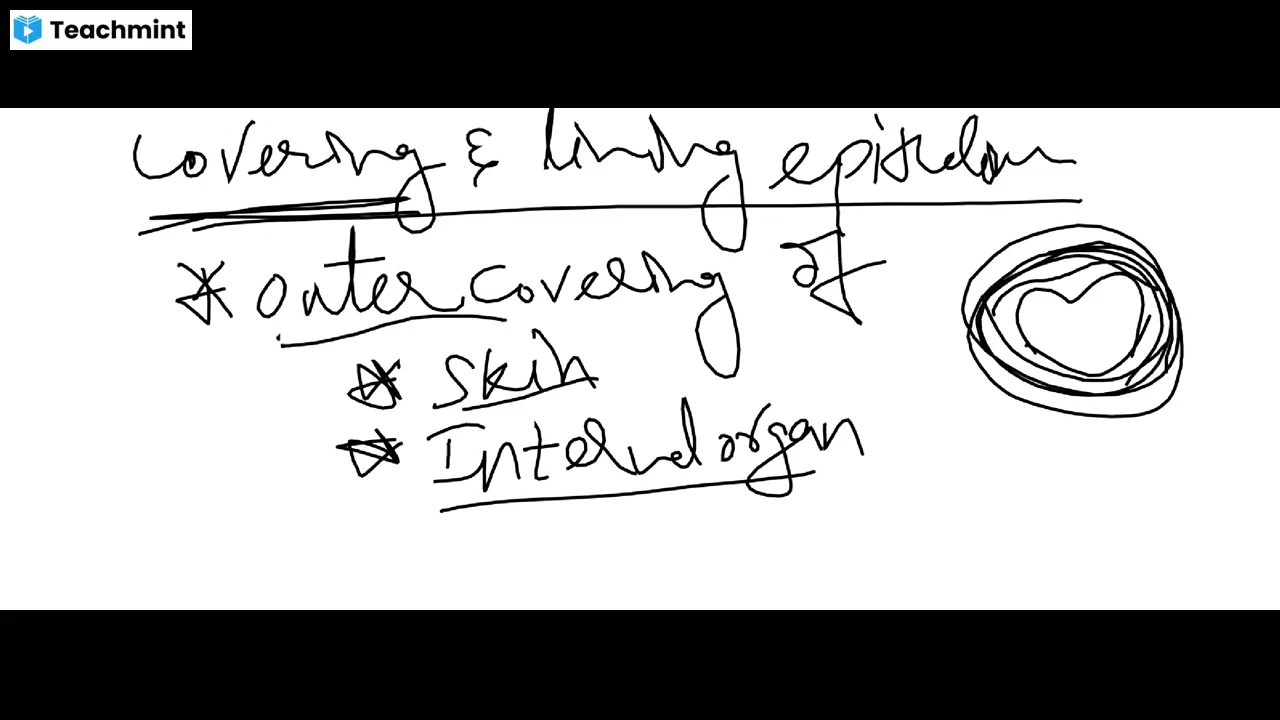 Teachmint
covering & lining epithelium
* outer covering of
* skin
* Internal organ